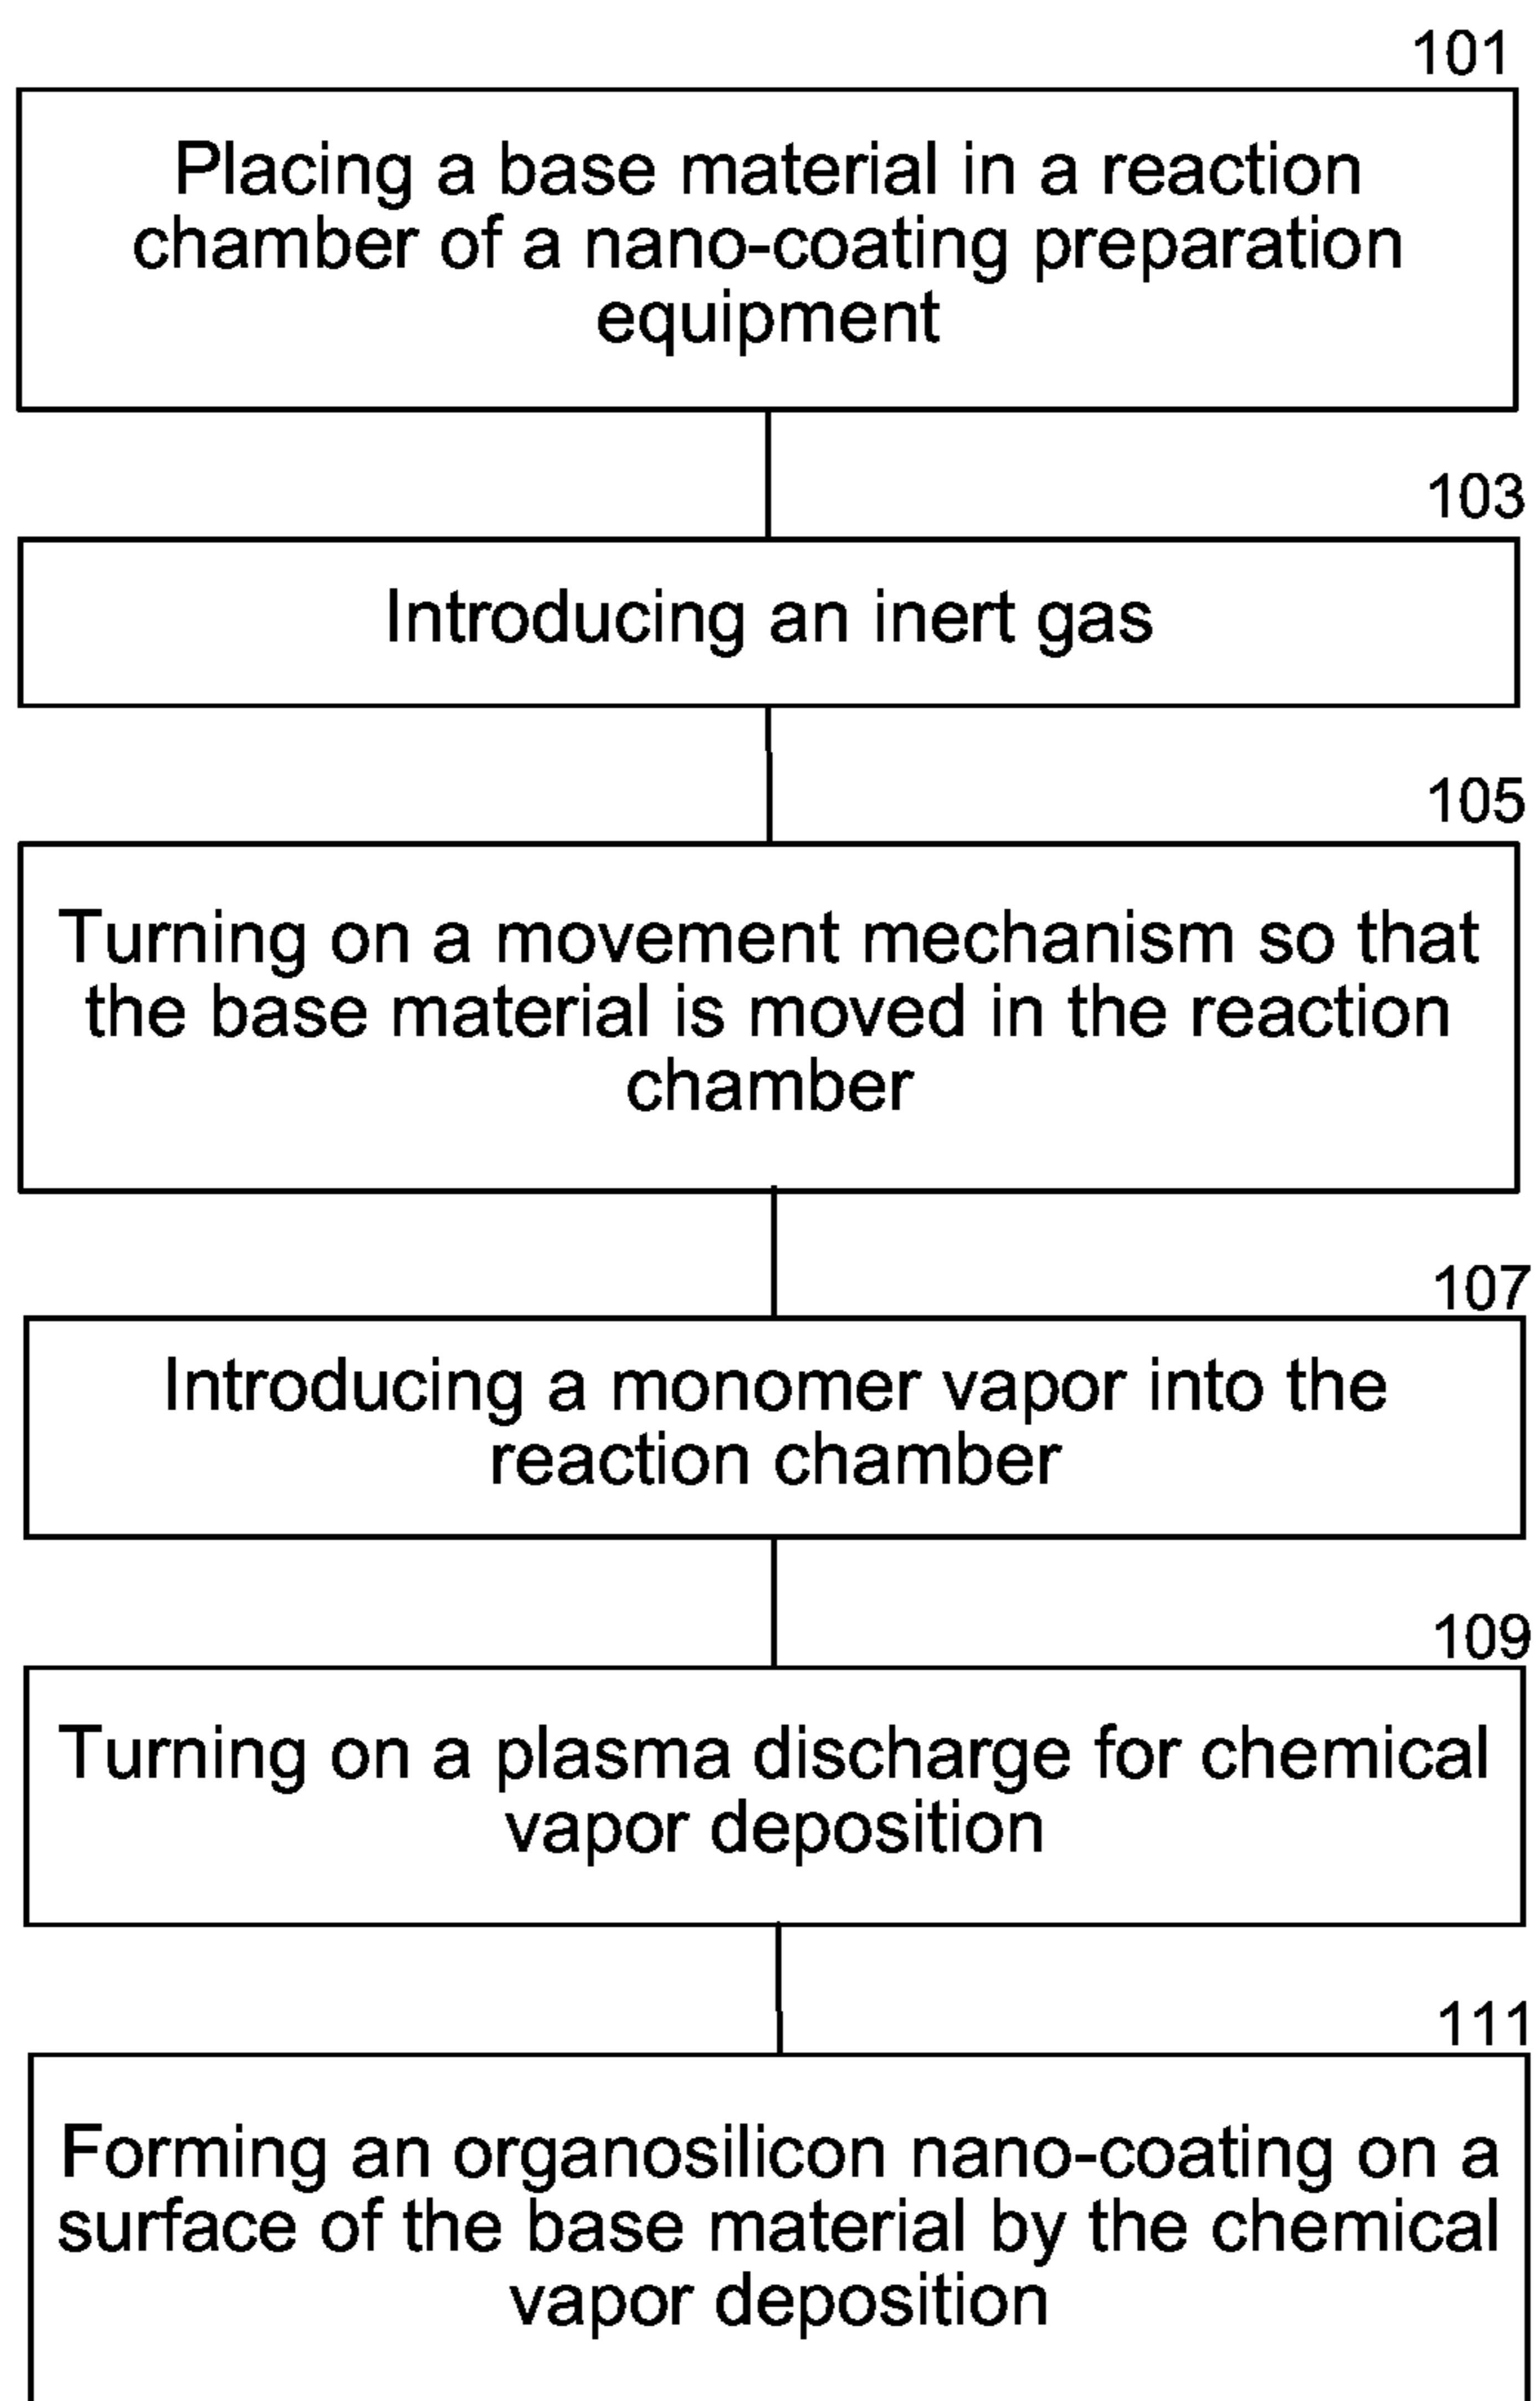 101
Placing a base material in a reaction
chamber of a nano-coating preparation
equipment
103
Introducing an inert gas
105
Turning on a movement mechanism so that
the base material is moved in the reaction
chamber
107
Introducing a monomer vapor into the
reaction chamber
109
Turning on a plasma discharge for chemical
vapor deposition
111
Forming an organosilicon nano-coating on a
surface of the base material by the chemical
vapor deposition